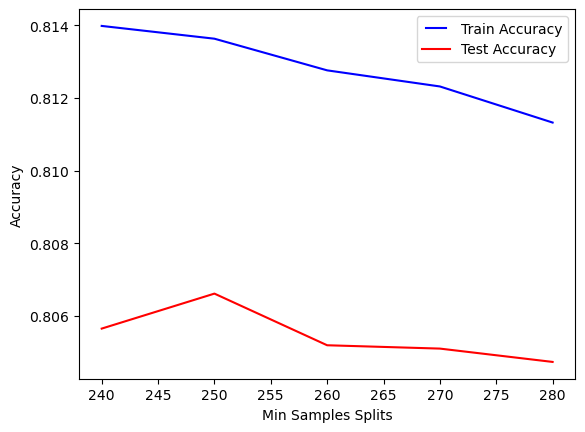 0.814
0.812
0.810
0.808
0.806
Accuracy
Train Accuracy
Test Accuracy
240 245 250 255 260 265 270 275 280
Min Samples Splits